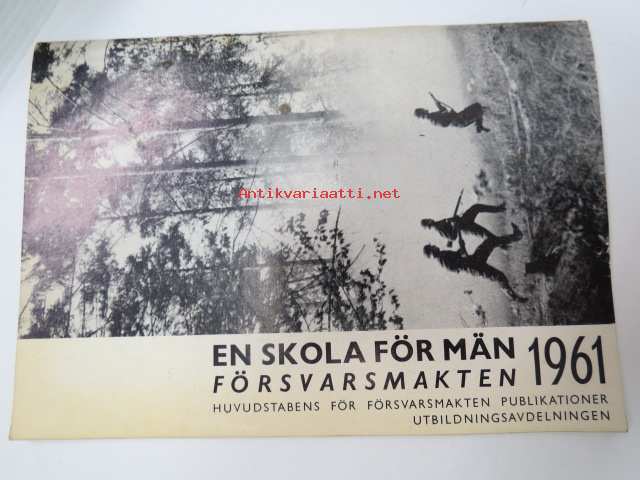 Antikvariaatti.net
EN SKOLA FÖR MÄN 1961
FÖRSVARSMAKTEN
HUVUDSTABENS FÖR FÖRSVARSMAKTEN PUBLIKATIONER
UTBILDNINGSAVDELNINGEN